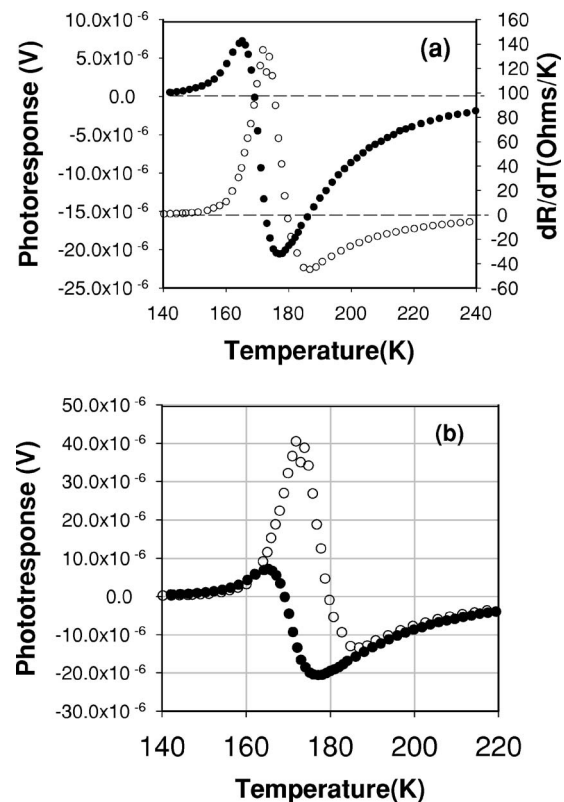 (a)
Photoresponse (V)
10.0x10 -6
5.0x10 -6
0.0
-5.0x10 -6
-10.0x10 -6
-15.0x10 -6
-20.0x10 -6
-25.0x10 -6
160
140
120
100
80
60
40
20
0
-20
-40
-60
dR/dT(Ohms/K)
140 160 180 200 220 240
Temperature(K)
(b)
Phototresponse (V)
50.0x10 -6
40.0x10 -6
30.0x10 -6
20.0x10 -6
10.0x10 -6
0.0
-10.0x10 -6
-20.0x10 -6
-30.0x10 -6
140 160 180 200 220
Temperature(K)